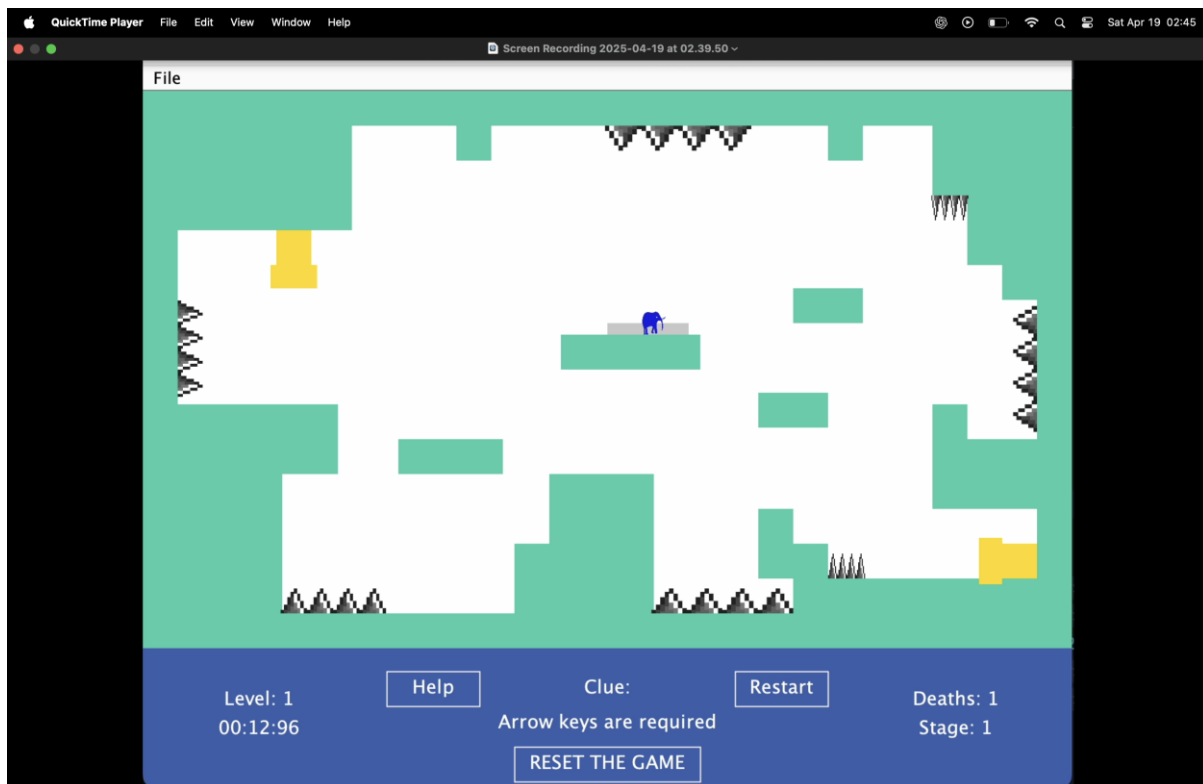 QuickTime Player File Edit View Window Help Sat Apr 19 02:45
Screen Recording 2025-04-19 at 02.39.50
File
Help Clue: Restart
Level: 1 Deaths: 1
00:12:96 Arrow keys are required Stage: 1
RESET THE GAME